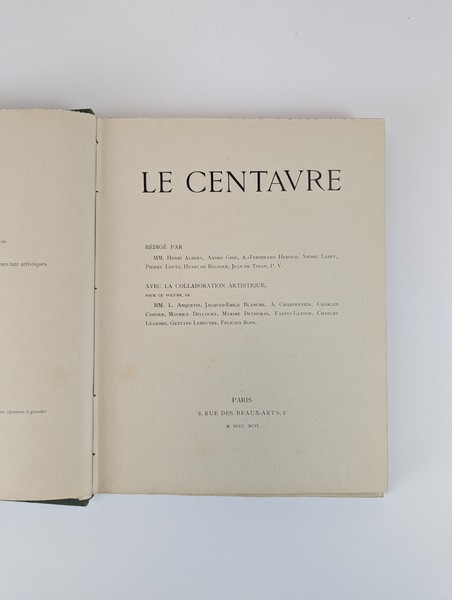 LE CENTAVRE
RÉDIGÉ PAR
MM. Henri Albert, André Gide, A.-Ferdinand Herold, André Lebey,
Pierre Louÿs, Henri de Régnier, Jean de Tinan, P. V.
AVEC LA COLLABORATION ARTISTIQUE,
POUR CE VOLUME, DE
MM. L. Anquetin, Jacques-Émile Blanche, A. Charpentier, Charles
Conder, Maurice Delcourt, Maxime Dethomas, Fantin-Latour, Charles
Léandre, Gustave Leheutre, Félicien Rops.
PARIS
9, RUE DES BEAUX-ARTS, 9
M DCCC XCVI